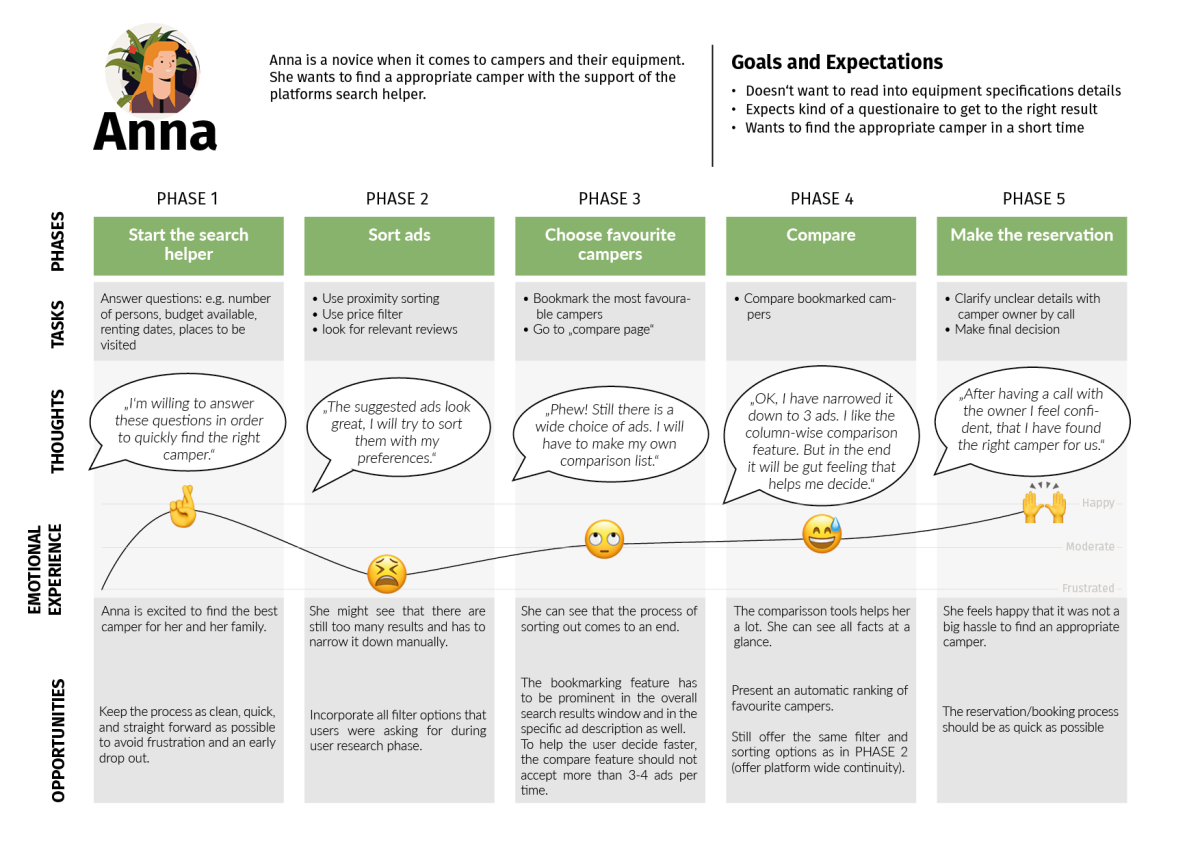 Anna
Anna is a novice when it comes to campers and their equipment.
She wants to find a appropriate camper with the support of the
platforms search helper.
Goals and Expectations
• Doesn't want to read into equipment specifications details
• Expects kind of a questionaire to get to the right result
• Wants to find the appropriate camper in a short time
PHASES
PHASE 1
PHASE 2
PHASE 3
PHASE 4
PHASE 5
Start the search
helper
Sort ads
Choose favourite
campers
Compare
Make the reservation
TASKS
Answer questions: e.g. number
of persons, budget available,
renting dates, places to be
visited
• Use proximity sorting
• Use price filter
• look for relevant reviews
• Bookmark the most favoura-
ble campers
• Go to „compare page“
• Compare bookmarked cam-
pers
• Clarify unclear details with
camper owner by call
• Make final decision
THOUGHTS
„I'm willing to answer
these questions in order
to quickly find the right
camper.“
„The suggested ads look
great, I will try to sort
them with my
preferences.“
„Phew! Still there is a
wide choice of ads. I will
have to make my own
comparison list.“
„OK, I have narrowed it
down to 3 ads. I like the
column-wise comparison
feature. But in the end
it will be gut feeling that
helps me decide.“
„After having a call with
the owner I feel confi-
dent, that I have found
the right camper for us.“
EMOTIONAL
EXPERIENCE
Happy
Moderate
Frustrated
Anna is excited to find the best
camper for her and her family.
She might see that there are
still too many results and has to
narrow it down manually.
She can see that the process of
sorting out comes to an end.
The comparisson tools helps her
a lot. She can see all facts at a
glance.
She feels happy that it was not a
big hassle to find an appropriate
camper.
OPPORTUNITIES
Keep the process as clean, quick,
and straight forward as possible
to avoid frustration and an early
drop out.
Incorporate all filter options that
users were asking for during
user research phase.
The bookmarking feature has
to be prominent in the overall
search results window and in the
specific ad description as well.
To help the user decide faster,
the compare feature should not
accept more than 3-4 ads per
time.
Present an automatic ranking of
favourite campers.
Still offer the same filter and
sorting options as in PHASE 2
(offer platform wide continuity).
The reservation/booking process
should be as quick as possible